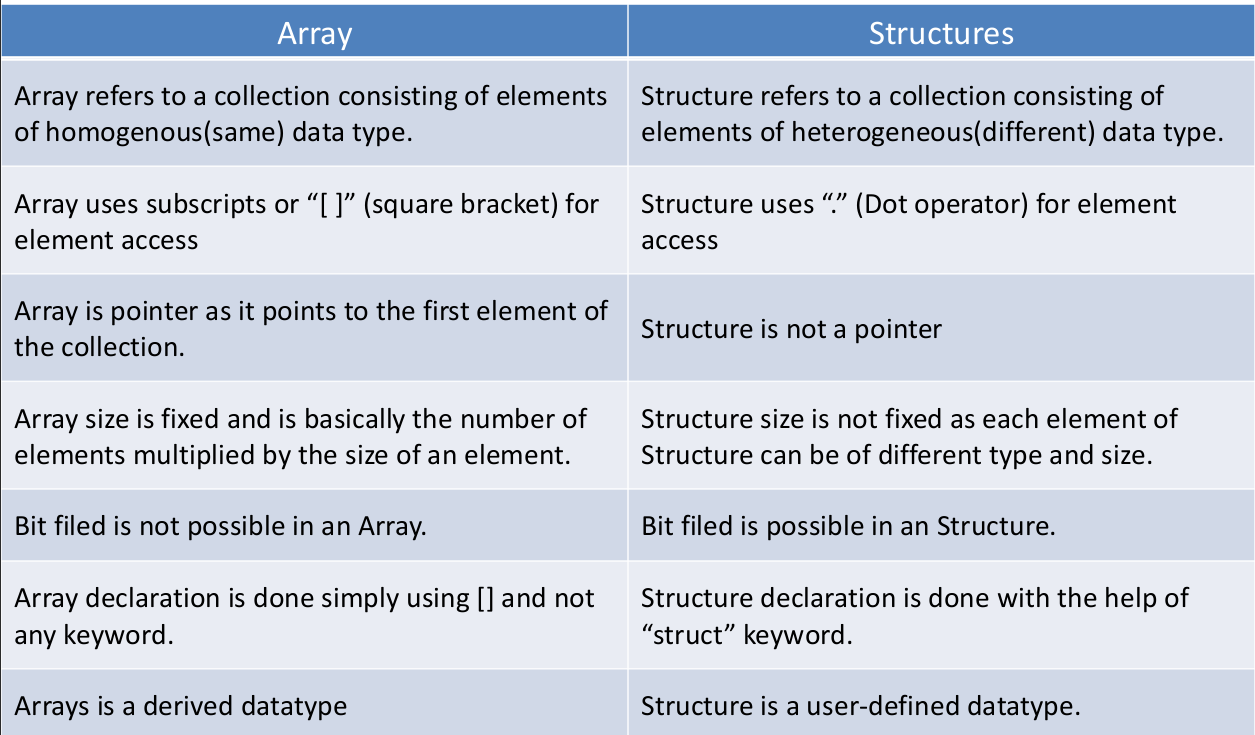 Array
Structures
Array refers to a collection consisting of elements
of homogenous(same) data type.
Structure refers to a collection consisting of
elements of heterogeneous(different) data type.
Array uses subscripts or “[ ]” (square bracket) for
element access
Structure uses “.” (Dot operator) for element
access
Array is pointer as it points to the first element of
the collection.
Structure is not a pointer
Array size is fixed and is basically the number of
elements multiplied by the size of an element.
Structure size is not fixed as each element of
Structure can be of different type and size.
Bit filed is not possible in an Array.
Bit filed is possible in an Structure.
Array declaration is done simply using [] and not
any keyword.
Structure declaration is done with the help of
“struct” keyword.
Arrays is a derived datatype
Structure is a user-defined datatype.